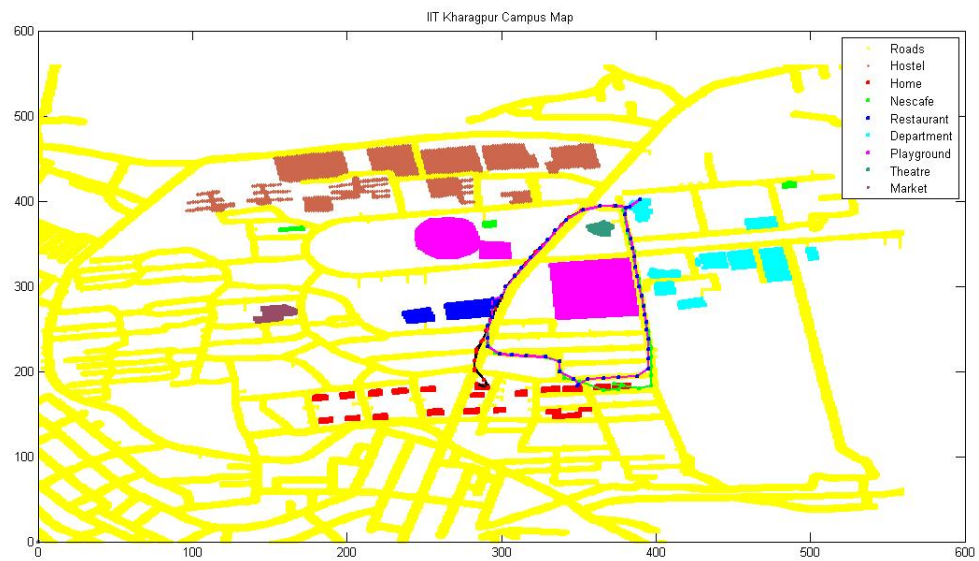 IIT Kharagpur Campus Map
600
500
400
300
200
100
0
0 100 200 300 400 500 600
Roads
Hostel
Home
Nescafe
Restaurant
Department
Playground
Theatre
Market